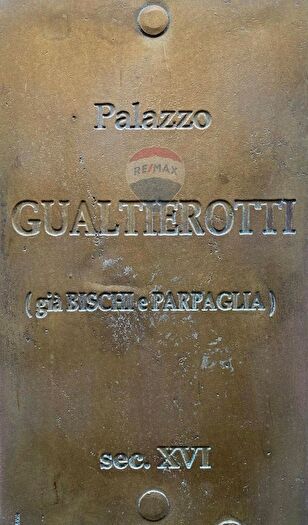 Palazzo
RE/MAX
GUALTIEROTTI
( già BISCHI e PARPAGLIA )
sec. XVI